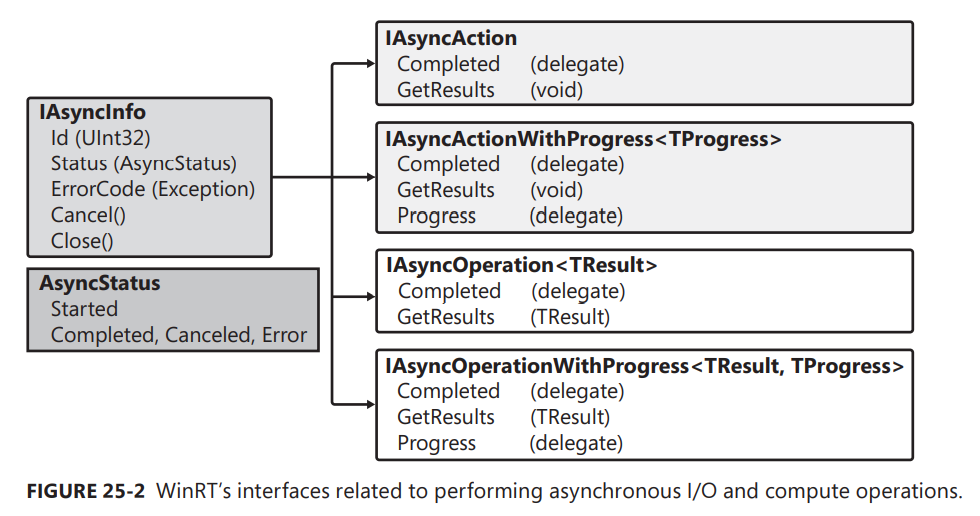 IAsyncInfo
Id (UInt32)
Status (AsyncStatus)
ErrorCode (Exception)
Cancel()
Close()
AsyncStatus
Started
Completed, Canceled, Error
IAsyncAction
Completed (delegate)
GetResults (void)
IAsyncActionWithProgress<TProgress>
Completed (delegate)
GetResults (void)
Progress (delegate)
IAsyncOperation<TResult>
Completed (delegate)
GetResults (TResult)
IAsyncOperationWithProgress<TResult, TProgress>
Completed (delegate)
GetResults (TResult)
Progress (delegate)
FIGURE 25-2 WinRT’s interfaces related to performing asynchronous I/O and compute operations.